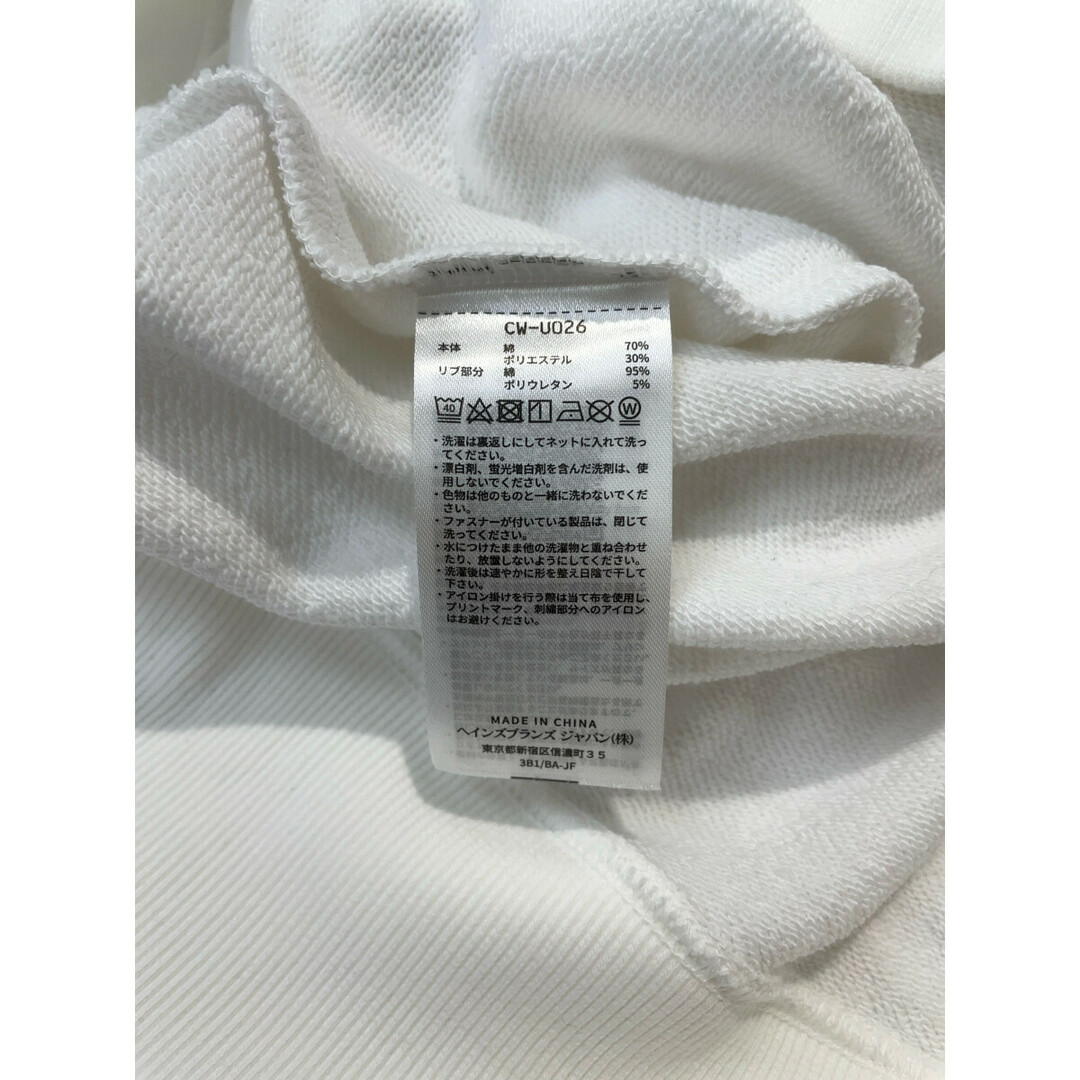 CW-U026
本体 綿 70%
ポリエステル 30%
リブ部分 綿 95%
ポリウレタン 5%
40 W
・洗濯は裏返しにしてネットに入れて洗っ
てください。
・漂白剤、蛍光増白剤を含んだ洗剤は、使
用しないでください。
・色物は他のものと一緒に洗わないでくだ
さい。
・ファスナーが付いている製品は、閉じて
洗ってください。
・水につけたまま他の洗濯物と重ね合わせ
たり、放置しないようにしてください。
・洗濯後は速やかに形を整え日陰で干して
下さい。
・アイロン掛けを行う際は当て布を使用し、
プリントマーク、刺繍部分へのアイロン
はお避けください。
MADE IN CHINA
ヘインズブランズ ジャパン(株)
東京都新宿区信濃町35
3B1/BA-JF